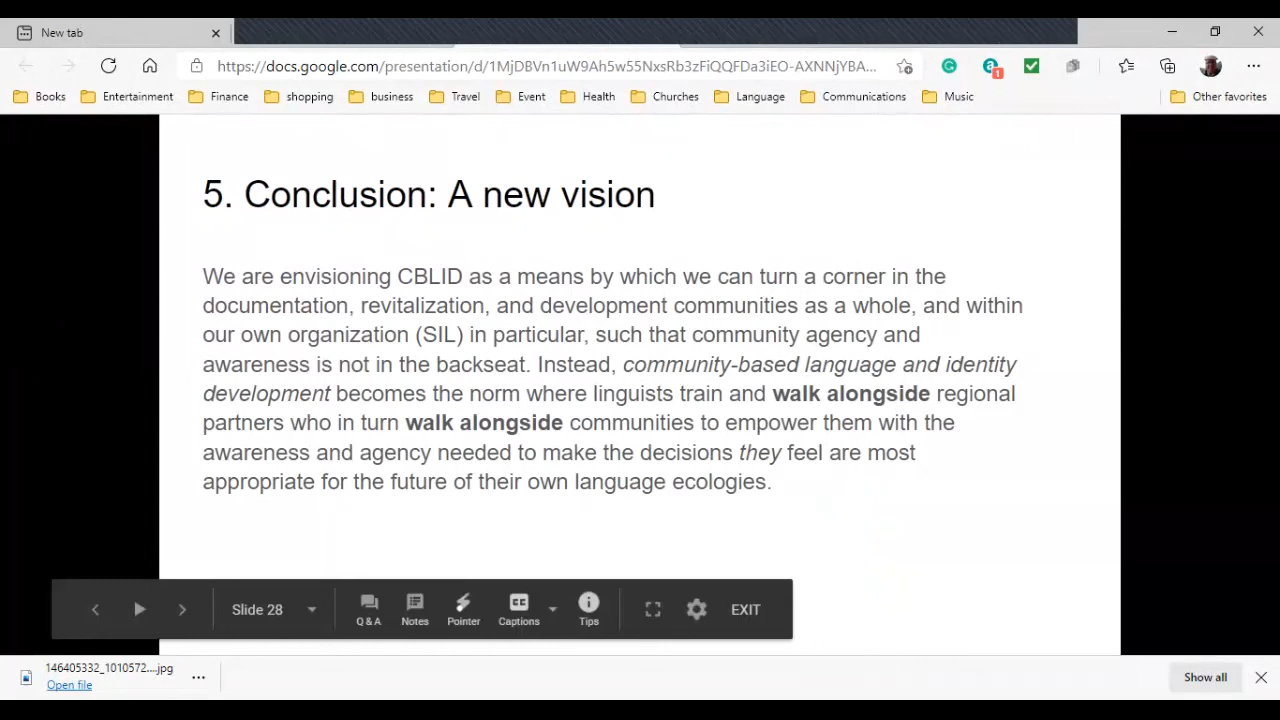 New tab
https://docs.google.com/presentation/d/1MJDBVn1uW9Ah5w55NxsRb3zFiQQFDa3iEO-AXNNjYBA...
1
Books Entertainment Finance shopping business Travel Event Health Churches Language Communications Music Other favorites
5. Conclusion: A new vision
We are envisioning CBLID as a means by which we can turn a corner in the
documentation, revitalization, and development communities as a whole, and within
our own organization (SIL) in particular, such that community agency and
awareness is not in the backseat. Instead, community-based language and identity
development becomes the norm where linguists train and walk alongside regional
partners who in turn walk alongside communities to empower them with the
awareness and agency needed to make the decisions they feel are most
appropriate for the future of their own language ecologies.
Slide 28
Q & A Notes Pointer Captions Tips EXIT
146405332_1010572....jpg
Open file
Show all